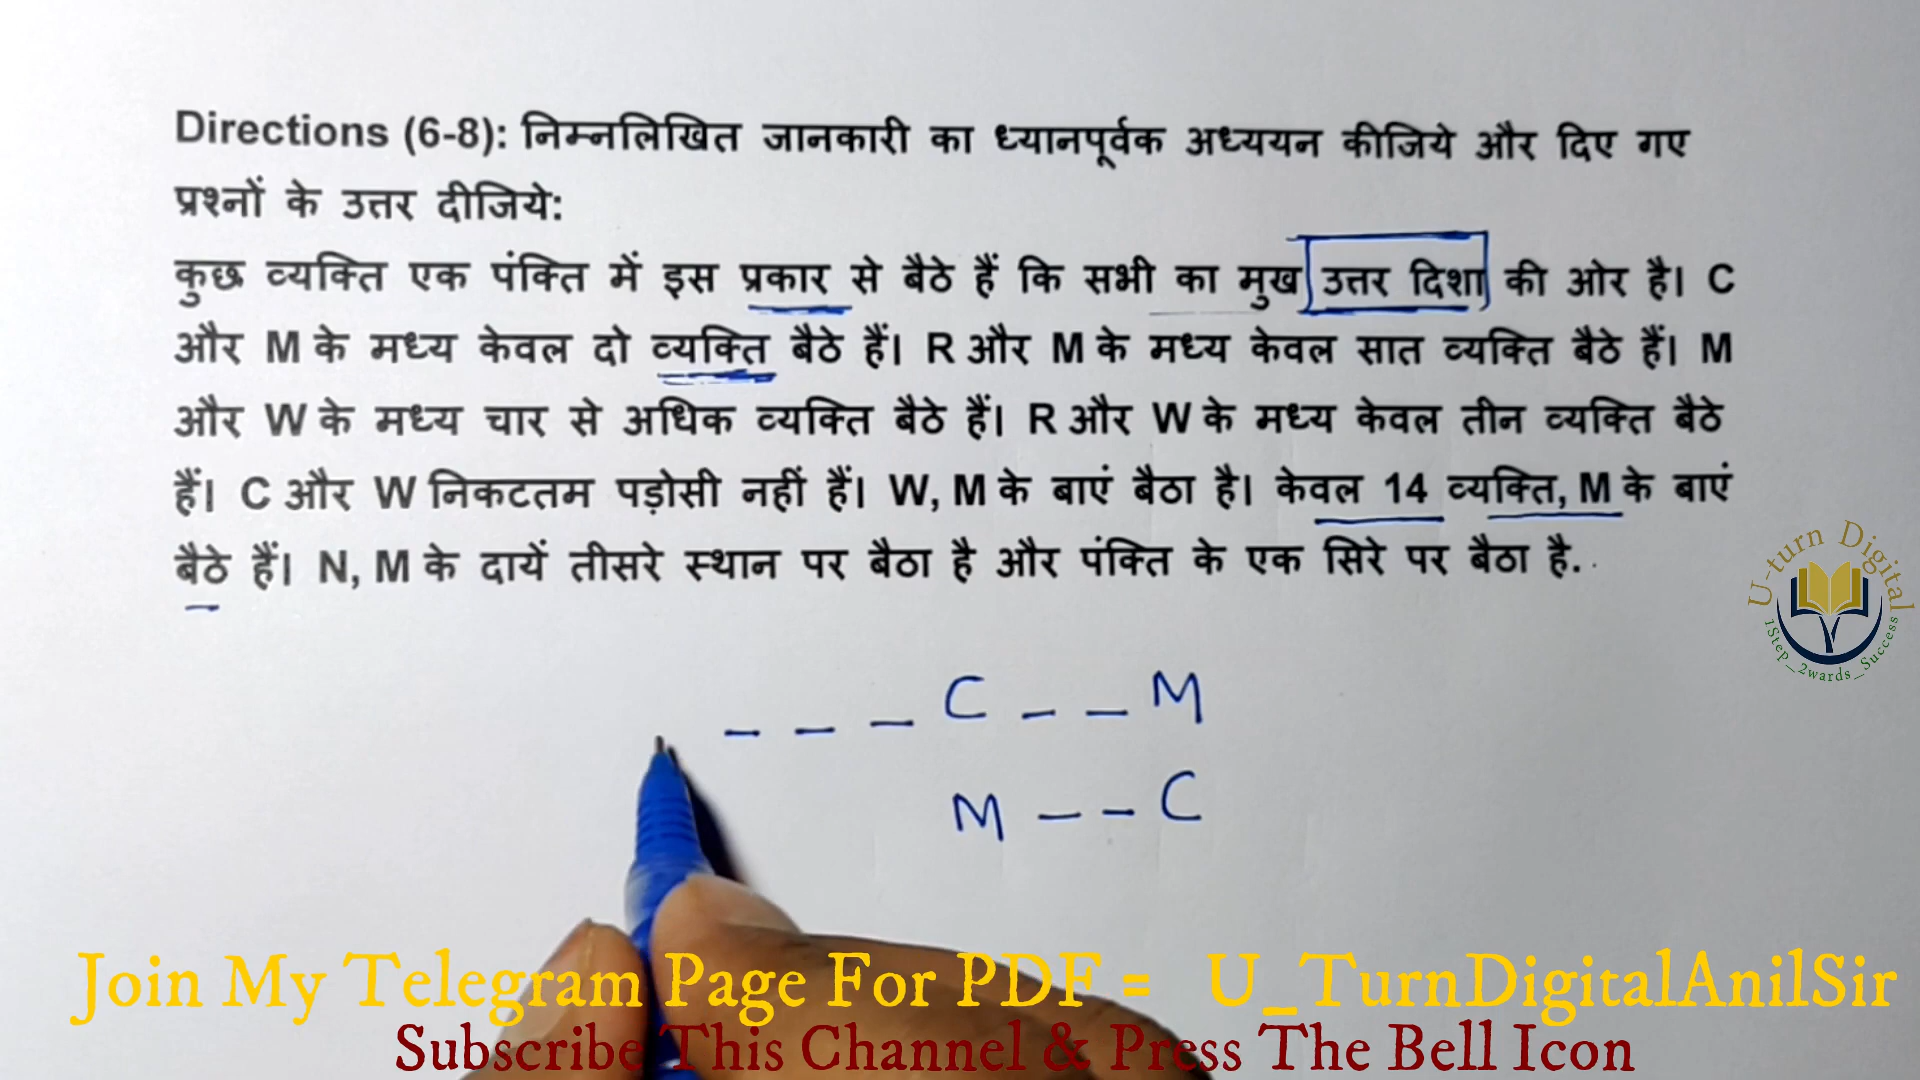 Directions (6-8): निम्नलिखित जानकारी का ध्यानपूर्वक अध्ययन कीजिये और दिए गए
प्रश्नों के उत्तर दीजिये:
कुछ व्यक्ति एक पंक्ति में इस प्रकार से बैठे हैं कि सभी का मुख उत्तर दिशा की ओर है। C
और M के मध्य केवल दो व्यक्ति बैठे हैं। R और M के मध्य केवल सात व्यक्ति बैठे हैं। M
और W के मध्य चार से अधिक व्यक्ति बैठे हैं। R और W के मध्य केवल तीन व्यक्ति बैठे
हैं। C और W निकटतम पड़ोसी नहीं हैं। W, M के बाएं बैठा है। केवल 14 व्यक्ति, M के बाएं
बैठे हैं। N, M के दायें तीसरे स्थान पर बैठा है और पंक्ति के एक सिरे पर बैठा है.
U-turn Digital
1Step_2wards_Success
_ _ _ C _ _ M
M _ _ C
Join My Telegram Page For PDF = U_TurnDigitalAnilSir
Subscribe This Channel & Press The Bell Icon